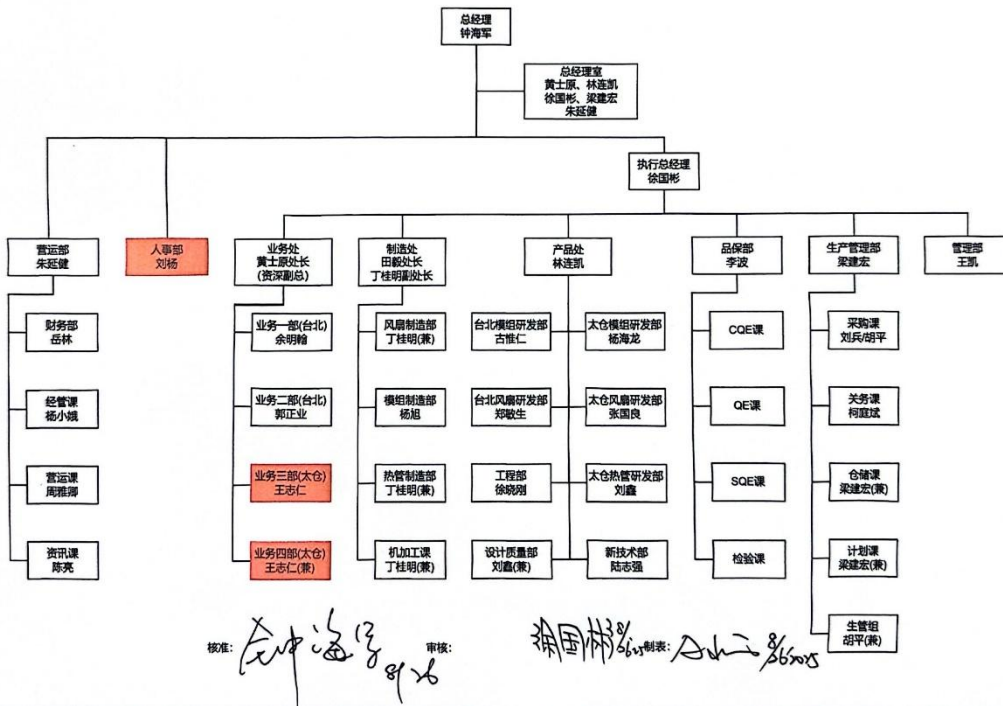 总经理
钟海军
总经理室
黄士原、林连凯
徐国彬、梁建宏
朱延健
执行总经理
徐国彬
营运部
朱延健
人事部
刘杨
业务处
黄士原处长
(资深副总)
制造处
田毅处长
丁桂明副处长
产品处
林连凯
品保部
李波
生产管理部
梁建宏
管理部
王凯
财务部
岳林
业务一部(台北)
余明翰
风扇制造部
丁桂明(兼)
台北模组研发部
古惟仁
太仓模组研发部
杨海龙
CQE课
采购课
刘兵/胡平
经管课
杨小娥
业务二部(台北)
郭正业
模组制造部
杨旭
台北风扇研发部
郑敏生
太仓风扇研发部
张国良
QE课
关务课
柯庭斌
营运课
周雅卿
业务三部(太仓)
王志仁
热管制造部
丁桂明(兼)
工程部
徐晓刚
太仓热管研发部
刘鑫
SQE课
仓储课
梁建宏(兼)
资讯课
陈亮
业务四部(太仓)
王志仁(兼)
机加工课
丁桂明(兼)
设计质量部
刘鑫(兼)
新技术部
陆志强
检验课
计划课
梁建宏(兼)
生管组
胡平(兼)
核准: 8/26 审核: 制表: